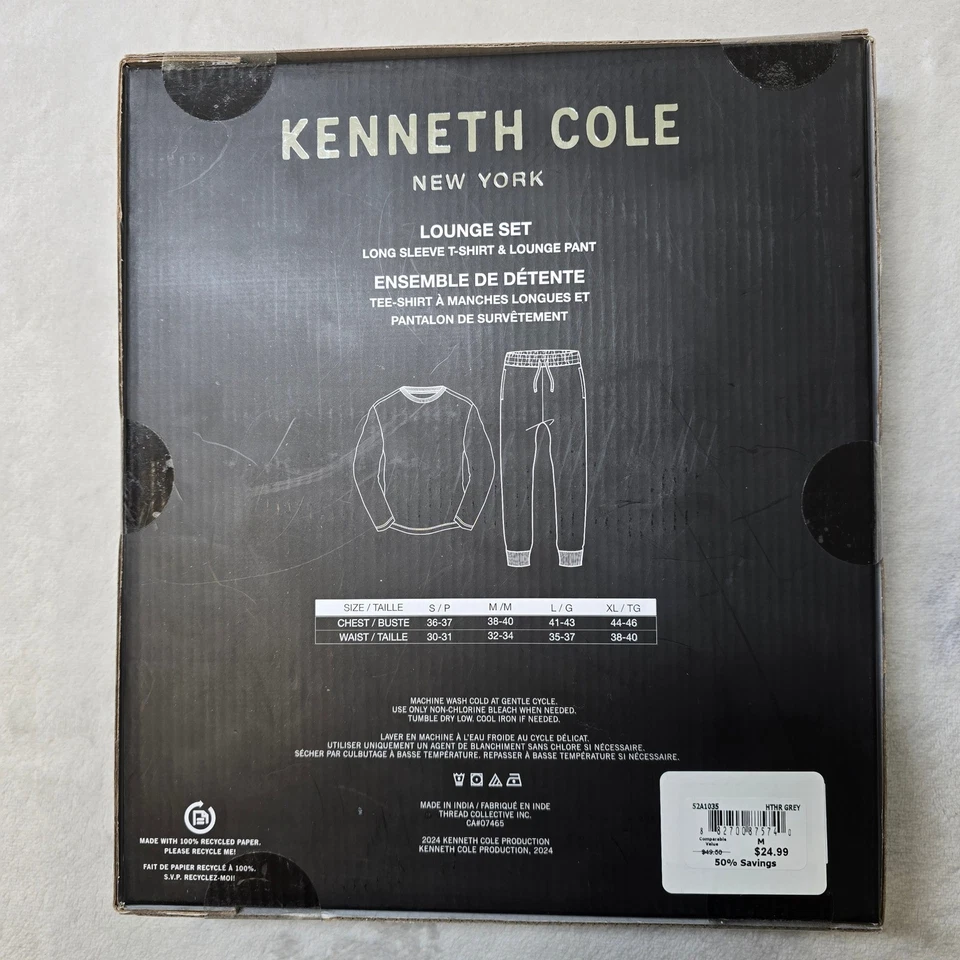 KENNETH COLE
NEW YORK
LOUNGE SET
LONG SLEEVE T-SHIRT & LOUNGE PANT
ENSEMBLE DE DÉTENTE
TEE-SHIRT À MANCHES LONGUES ET
PANTALON DE SURVÊTEMENT
SIZE / TAILLE S / P M /M L / G XL / TG
CHEST / BUSTE 36-37 38-40 41-43 44-46
WAIST / TAILLE 30-31 32-34 35-37 38-40
MACHINE WASH COLD AT GENTLE CYCLE.
USE ONLY NON-CHLORINE BLEACH WHEN NEEDED.
TUMBLE DRY LOW. COOL IRON IF NEEDED.
LAVER EN MACHINE À L'EAU FROIDE AU CYCLE DÉLICAT.
UTILISER UNIQUEMENT UN AGENT DE BLANCHIMENT SANS CHLORE SI NÉCESSAIRE.
SÉCHER PAR CULBUTAGE À BASSE TEMPÉRATURE. REPASSER À BASSE TEMPÉRATURE SI NÉCESSAIRE.
MADE IN INDIA / FABRIQUÉ EN INDE
THREAD COLLECTIVE INC.
CA#07465
2024 KENNETH COLE PRODUCTION
KENNETH COLE PRODUCTION, 2024
MADE WITH 100% RECYCLED PAPER.
PLEASE RECYCLE ME!
FAIT DE PAPIER RECYCLÉ À 100%.
S.V.P. RECYCLEZ-MOI!
52A1035 HTHR GREY
8 82700 87574 0
Comparable
Value M
$49.50 $24.99
50% Savings